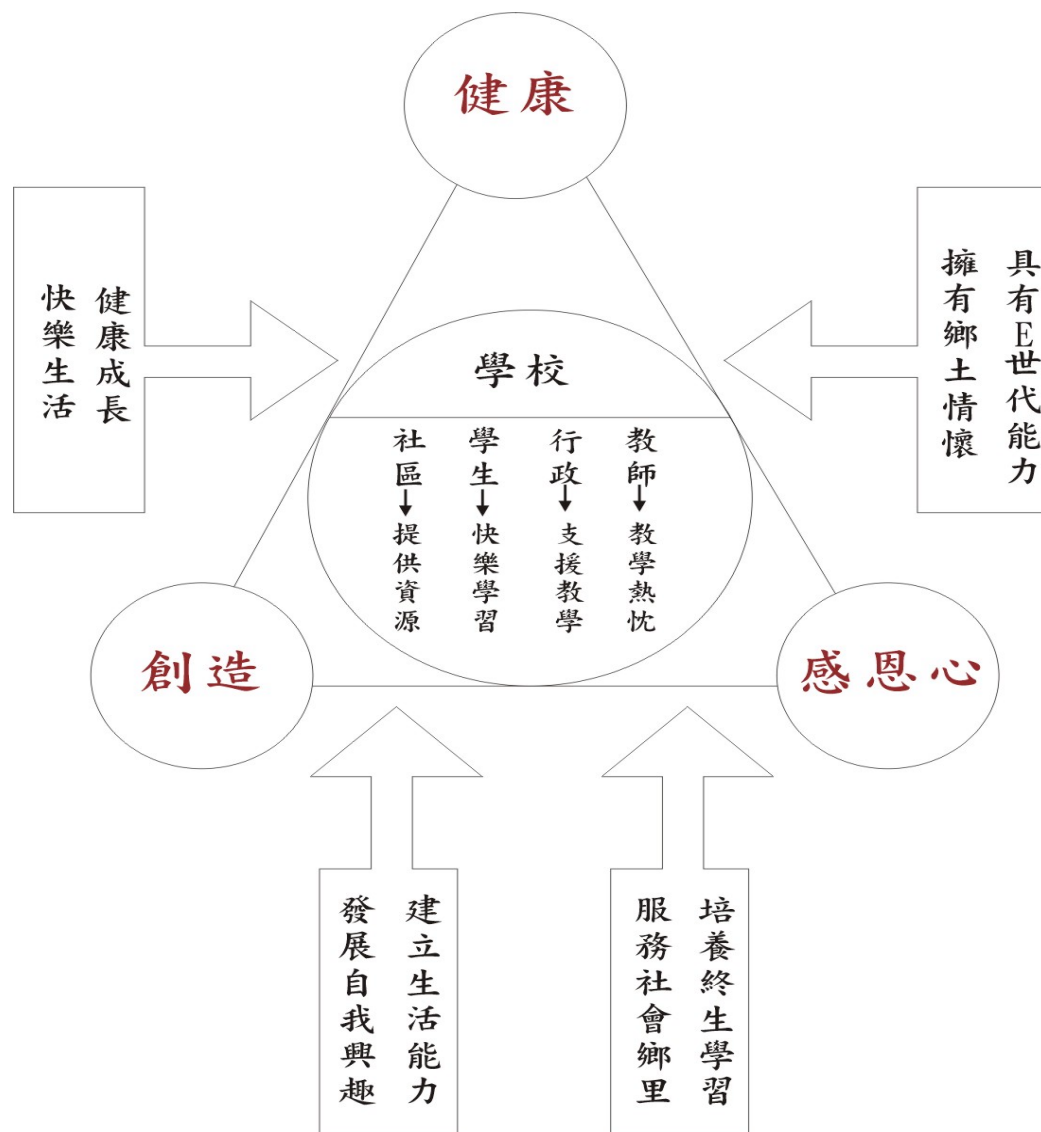 健康
健康成長
快樂生活
具有E世代能力
擁有鄉土情懷
學校
教師→教學熱忱
行政→支援教學
學生→快樂學習
社區→提供資源
創造
感恩心
建立生活能力
發展自我興趣
培養終生學習
服務社會鄉里